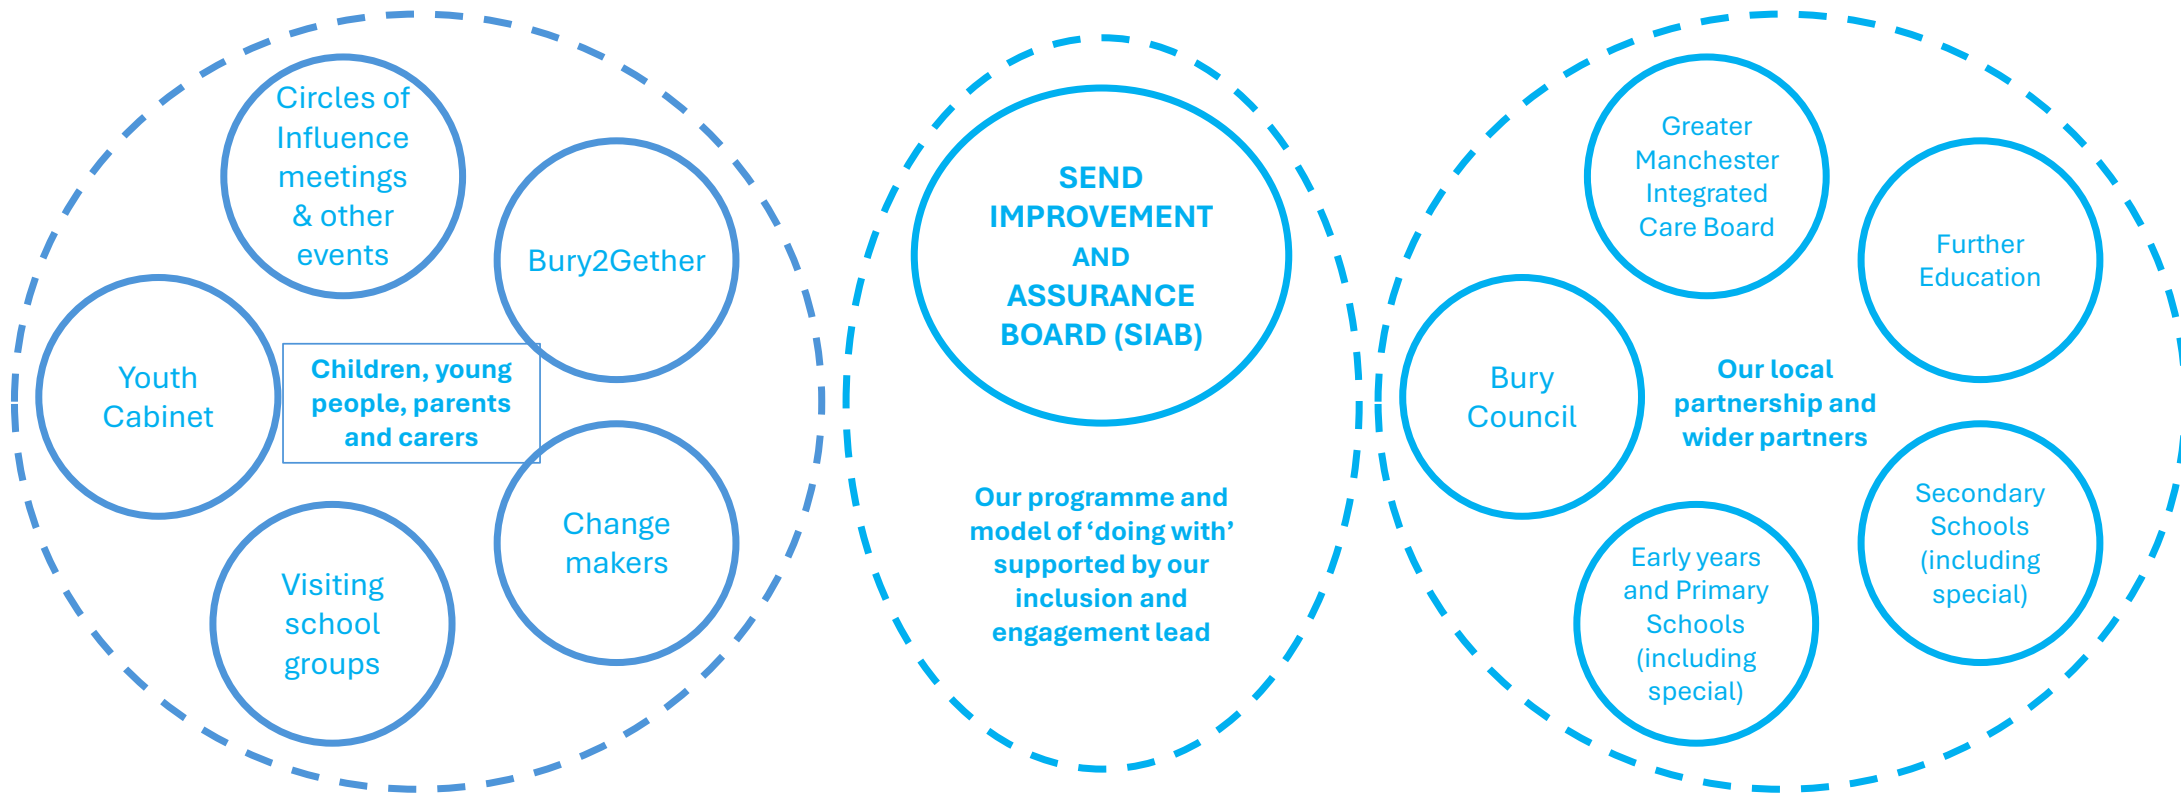 Circles of
Influence
meetings
& other
events
Bury2Gether
Youth
Cabinet
Children, young
people, parents
and carers
Change
makers
Visiting
school
groups
SEND
IMPROVEMENT
AND
ASSURANCE
BOARD (SIAB)
Our programme and
model of ‘doing with’
supported by our
inclusion and
engagement lead
Greater
Manchester
Integrated
Care Board
Further
Education
Bury
Council
Our local
partnership and
wider partners
Secondary
Schools
(including
special)
Early years
and Primary
Schools
(including
special)